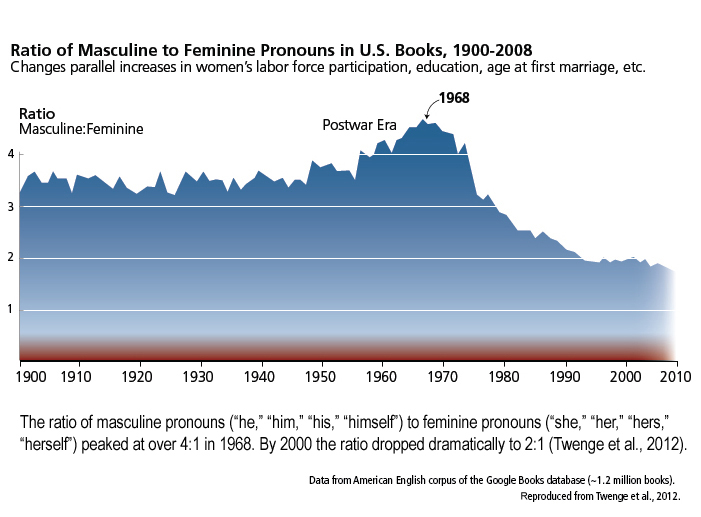 Ratio of Masculine to Feminine Pronouns in U.S. Books, 1900-2008
Changes parallel increases in women's labor force participation, education, age at first marriage, etc.
1968
Ratio
Masculine:Feminine
Postwar Era
4
3
2
1
1900 1910 1920 1930 1940 1950 1960 1970 1980 1990 2000 2010
The ratio of masculine pronouns (“he,” “him,” “his,” “himself”) to feminine pronouns (“she,” “her,” “hers,”
“herself”) peaked at over 4:1 in 1968. By 2000 the ratio dropped dramatically to 2:1 (Twenge et al., 2012).
Data from American English corpus of the Google Books database (~1.2 million books).
Reproduced from Twenge et al., 2012.